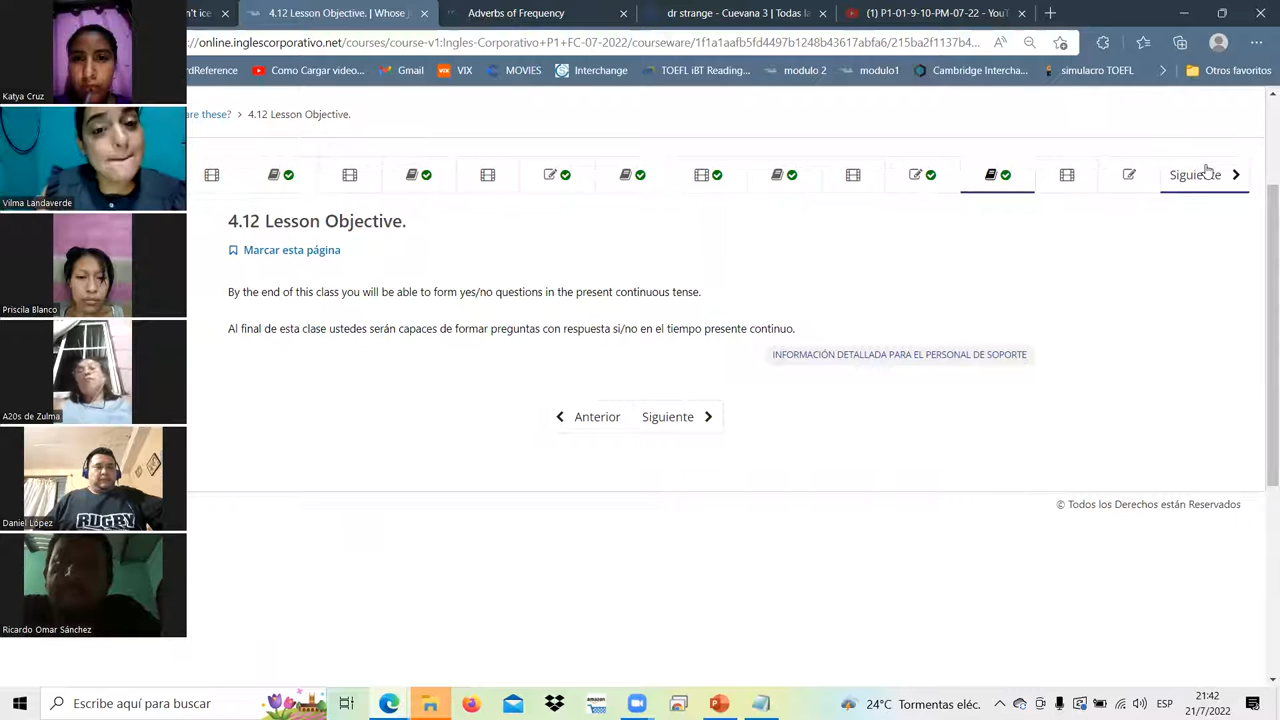 't exist
4.12 Lesson Objective. | Whose j
Adverbs of Frequency
dr strange - Cuevana 3 | Todas la
(1) P1-01-9-10-PM-07-22 - YouT
://online.inglescorporativo.net/courses/course-v1:Ingles-Corporativo+P1+FC-07-2022/courseware/1f1a1aafb5fd4497b1248b43617abfa6/215ba2f1137b4...
rdReference
Como Cargar video...
Gmail
VIX
MOVIES
Interchange
TOEFL iBT Reading...
modulo 2
modulo1
Cambridge Intercha...
simulacro TOEFL
Otros favoritos
are these? > 4.12 Lesson Objective.
Siguiente
4.12 Lesson Objective.
Marcar esta página
By the end of this class you will be able to form yes/no questions in the present continuous tense.
Al final de esta clase ustedes serán capaces de formar preguntas con respuesta si/no en el tiempo presente continuo.
INFORMACIÓN DETALLADA PARA EL PERSONAL DE SOPORTE
Anterior
Siguiente
© Todos los Derechos están Reservados
Katya Cruz
Vilma Landaverde
Priscila Blanco
A20s de Zulma
RUGBY
Daniel López
Ricardo Omar Sánchez
Escribe aquí para buscar
amazon
24°C Tormentas eléc.
ESP
21:42
21/7/2022